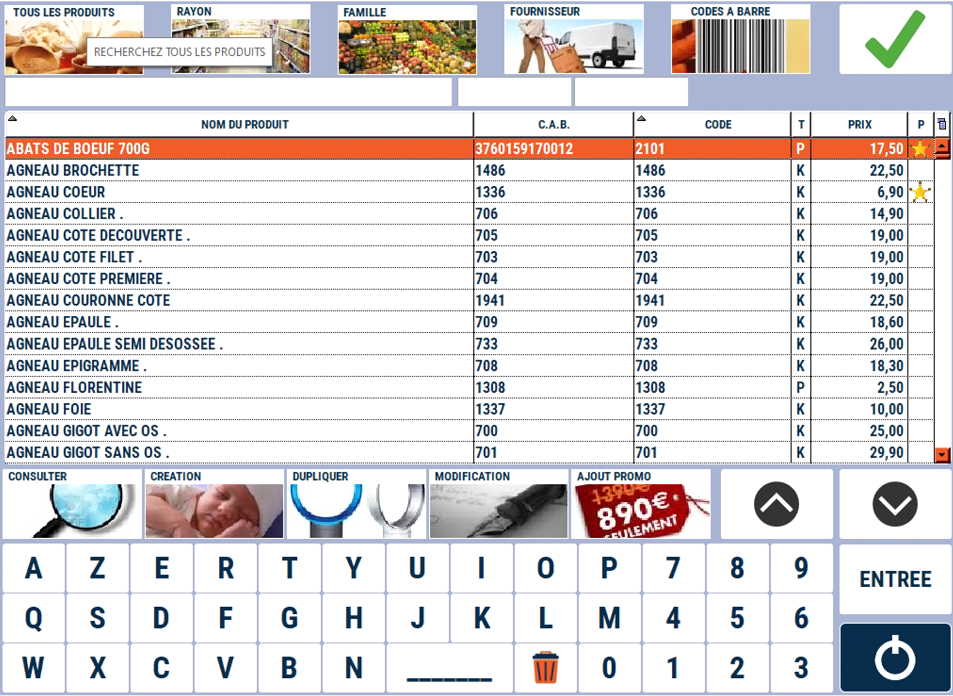 TOUS LES PRODUITS RAYON FAMILLE FOURNISSEUR CODES A BARRE
RECHERCHEZ TOUS LES PRODUITS
NOM DU PRODUIT C.A.B. CODE T PRIX P
ABATS DE BOEUF 700G 3760159170012 2101 P 17,50
AGNEAU BROCHETTE 1486 1486 K 22,50
AGNEAU COEUR 1336 1336 K 6,90
AGNEAU COLLIER . 706 706 K 14,90
AGNEAU COTE DECOUVERTE . 705 705 K 19,00
AGNEAU COTE FILET . 703 703 K 19,00
AGNEAU COTE PREMIERE . 704 704 K 19,00
AGNEAU COURONNE COTE 1941 1941 K 22,50
AGNEAU EPAULE . 709 709 K 18,60
AGNEAU EPAULE SEMI DESOSSEE . 733 733 K 26,00
AGNEAU EPIGRAMME . 708 708 K 18,30
AGNEAU FLORENTINE 1308 1308 P 2,50
AGNEAU FOIE 1337 1337 K 10,00
AGNEAU GIGOT AVEC OS . 700 700 K 25,00
AGNEAU GIGOT SANS OS . 701 701 K 29,90
CONSULTER CREATION DUPLIQUER MODIFICATION AJOUT PROMO
1390€
890€
SEULEMENT
A Z E R T Y U I O P 7 8 9 ENTREE
Q S D F G H J K L M 4 5 6
W X C V B N _______ 0 1 2 3